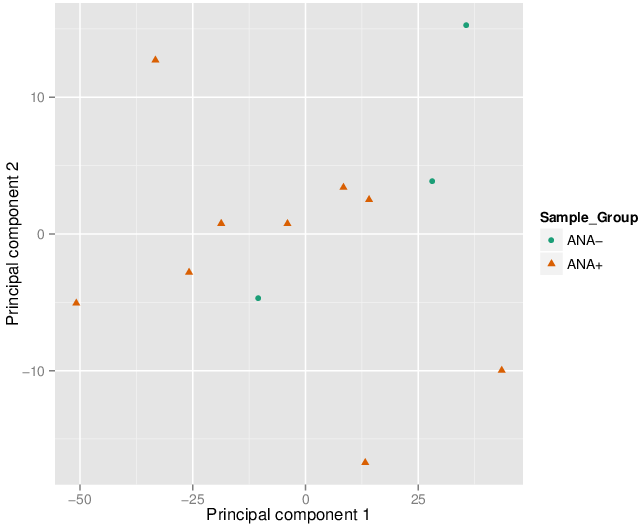 10
0
−10
−50
−25
0
25
Principal component 1
Principal component 2
Sample_Group
ANA−
ANA+